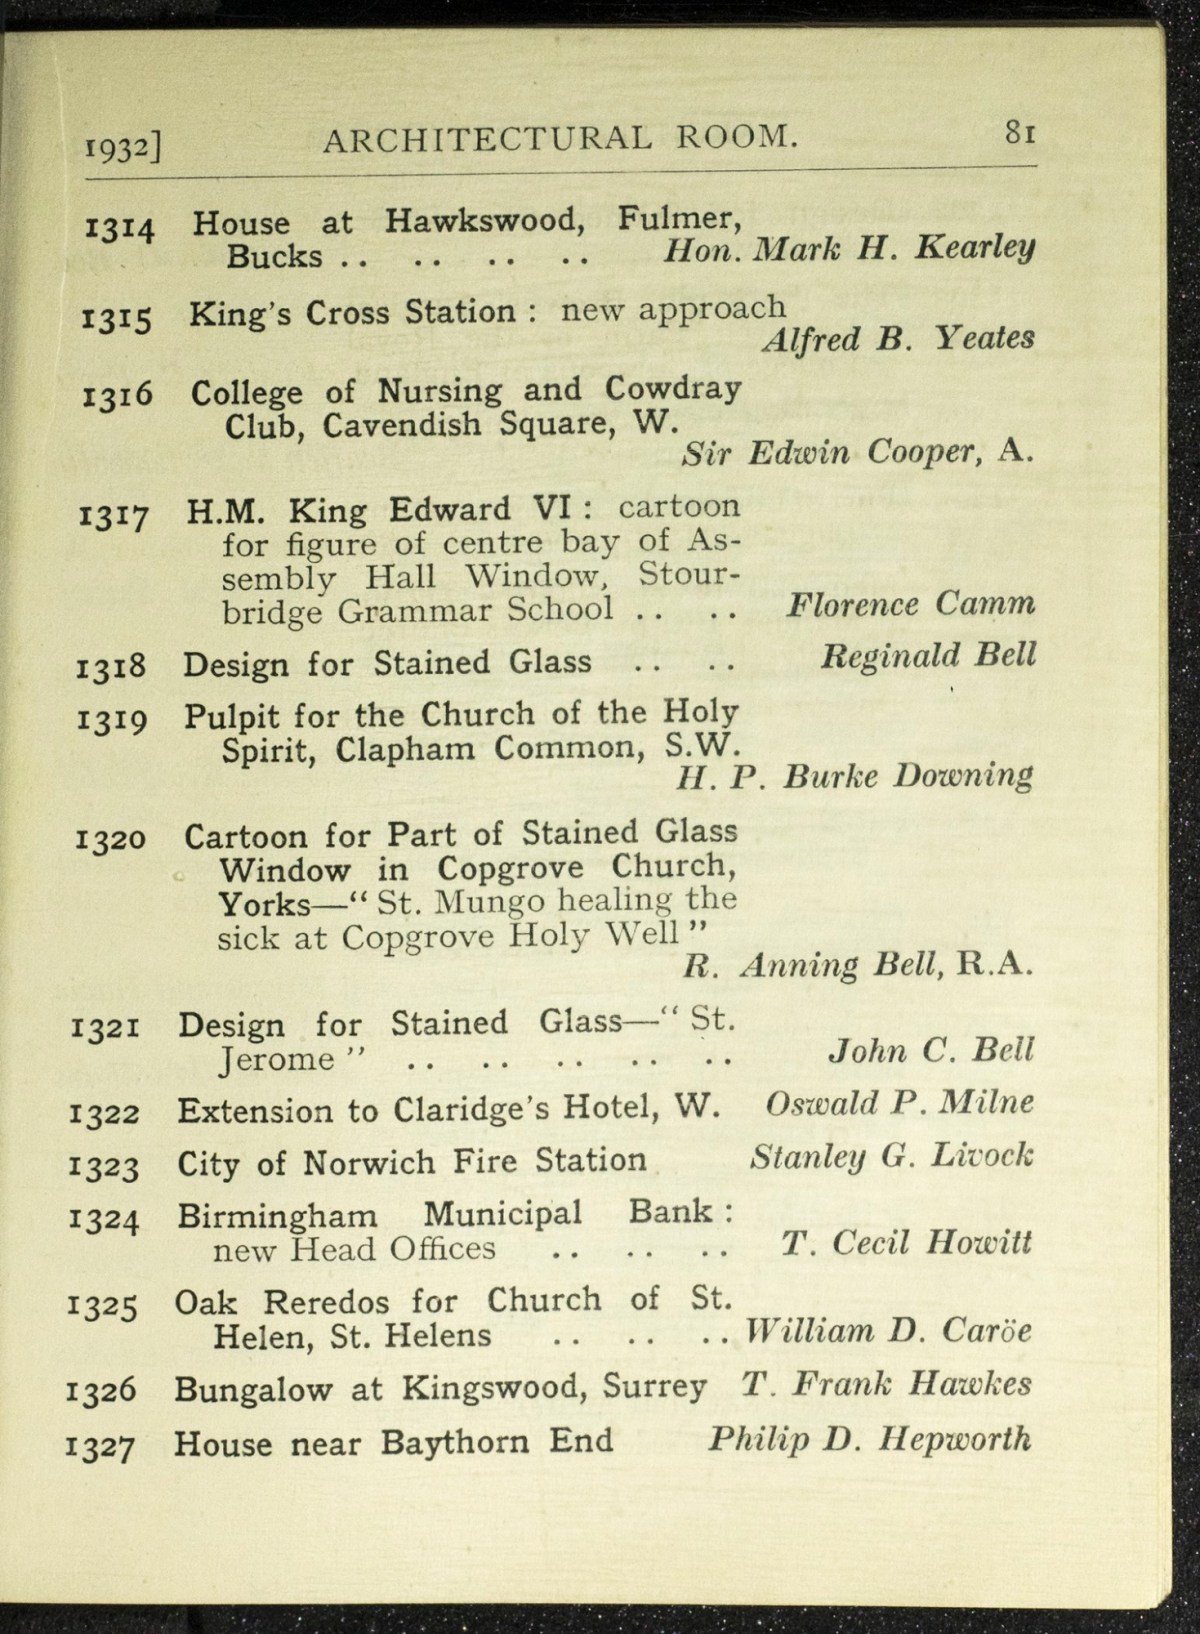 1932] ARCHITECTURAL ROOM. 81
1314 House at Hawkswood, Fulmer,
Bucks .. .. .. .. Hon. Mark H. Kearley
1315 King's Cross Station : new approach
Alfred B. Yeates
1316 College of Nursing and Cowdray
Club, Cavendish Square, W.
Sir Edwin Cooper, A.
1317 H.M. King Edward VI : cartoon
for figure of centre bay of As-
sembly Hall Window, Stour-
bridge Grammar School .. .. Florence Camm
1318 Design for Stained Glass .. .. Reginald Bell
1319 Pulpit for the Church of the Holy
Spirit, Clapham Common, S.W.
H. P. Burke Downing
1320 Cartoon for Part of Stained Glass
Window in Copgrove Church,
Yorks—“ St. Mungo healing the
sick at Copgrove Holy Well ”
R. Anning Bell, R.A.
1321 Design for Stained Glass—“ St.
Jerome ” .. .. .. .. .. John C. Bell
1322 Extension to Claridge's Hotel, W. Oswald P. Milne
1323 City of Norwich Fire Station Stanley G. Livock
1324 Birmingham Municipal Bank :
new Head Offices .. .. .. T. Cecil Howitt
1325 Oak Reredos for Church of St.
Helen, St. Helens .. .. .. William D. Caröe
1326 Bungalow at Kingswood, Surrey T. Frank Hawkes
1327 House near Baythorn End Philip D. Hepworth